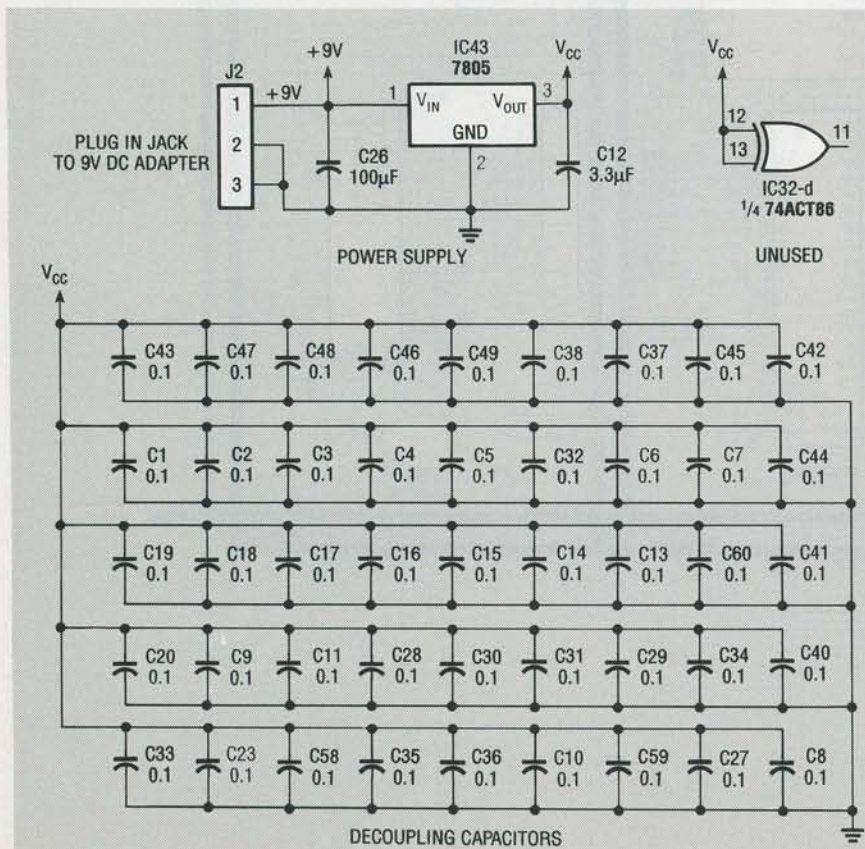 +9V
IC43
7805
VCC
VCC
J2
1
+9V
1
VIN
VOUT
3
GND
2
2
3
PLUG IN JACK
TO 9V DC ADAPTER
C26
100µF
C12
3.3µF
12
13
11
IC32-d
1/4 74ACT86
POWER SUPPLY
UNUSED
VCC
C43 C47 C48 C46 C49 C38 C37 C45 C42
0.1 0.1 0.1 0.1 0.1 0.1 0.1 0.1 0.1
C1 C2 C3 C4 C5 C32 C6 C7 C44
0.1 0.1 0.1 0.1 0.1 0.1 0.1 0.1 0.1
C19 C18 C17 C16 C15 C14 C13 C60 C41
0.1 0.1 0.1 0.1 0.1 0.1 0.1 0.1 0.1
C20 C9 C11 C28 C30 C31 C29 C34 C40
0.1 0.1 0.1 0.1 0.1 0.1 0.1 0.1 0.1
C33 C23 C58 C35 C36 C10 C59 C27 C8
0.1 0.1 0.1 0.1 0.1 0.1 0.1 0.1 0.1
DECOUPLING CAPACITORS